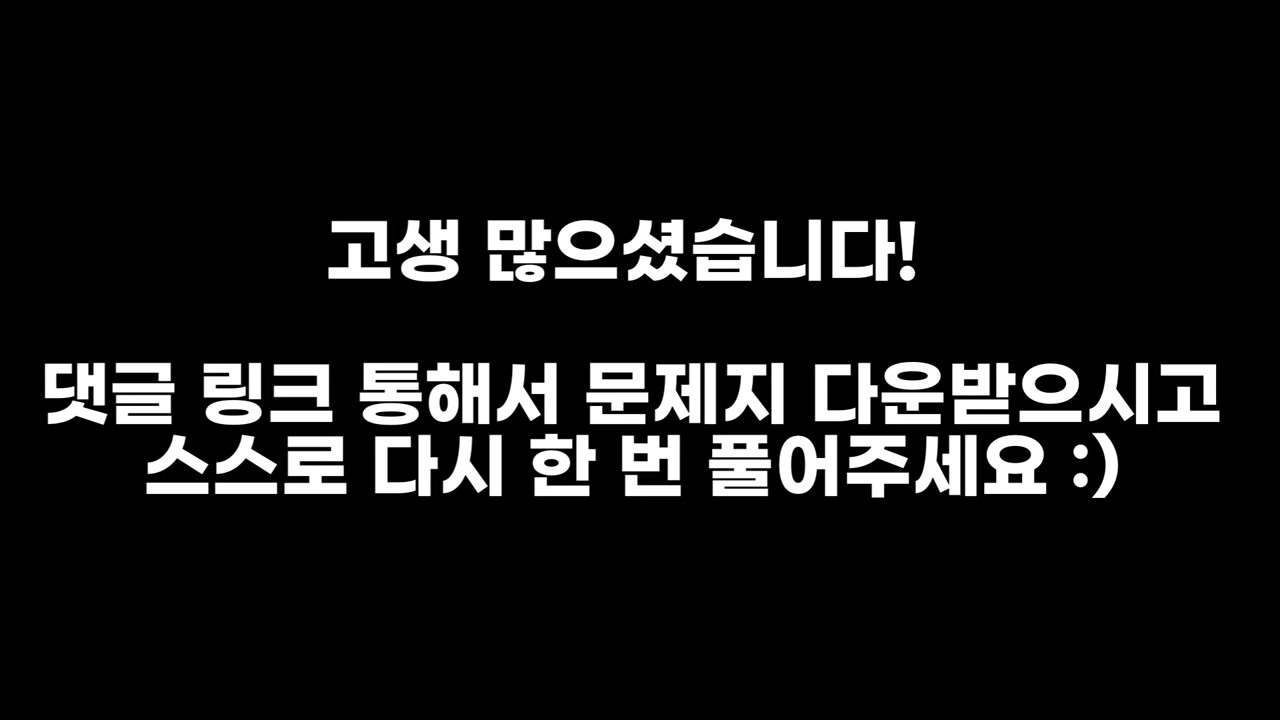 고생 많으셨습니다!
댓글 링크 통해서 문제지 다운받으시고
스스로 다시 한 번 풀어주세요 :)